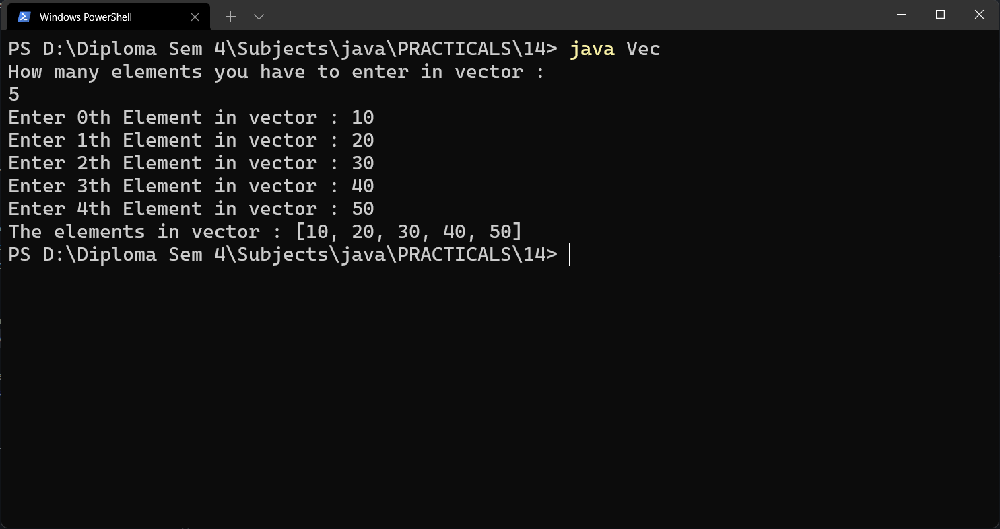 Windows PowerShell
PS D:\Diploma Sem 4\Subjects\java\PRACTICALS\14> java Vec
How many elements you have to enter in vector :
5
Enter 0th Element in vector : 10
Enter 1th Element in vector : 20
Enter 2th Element in vector : 30
Enter 3th Element in vector : 40
Enter 4th Element in vector : 50
The elements in vector : [10, 20, 30, 40, 50]
PS D:\Diploma Sem 4\Subjects\java\PRACTICALS\14>